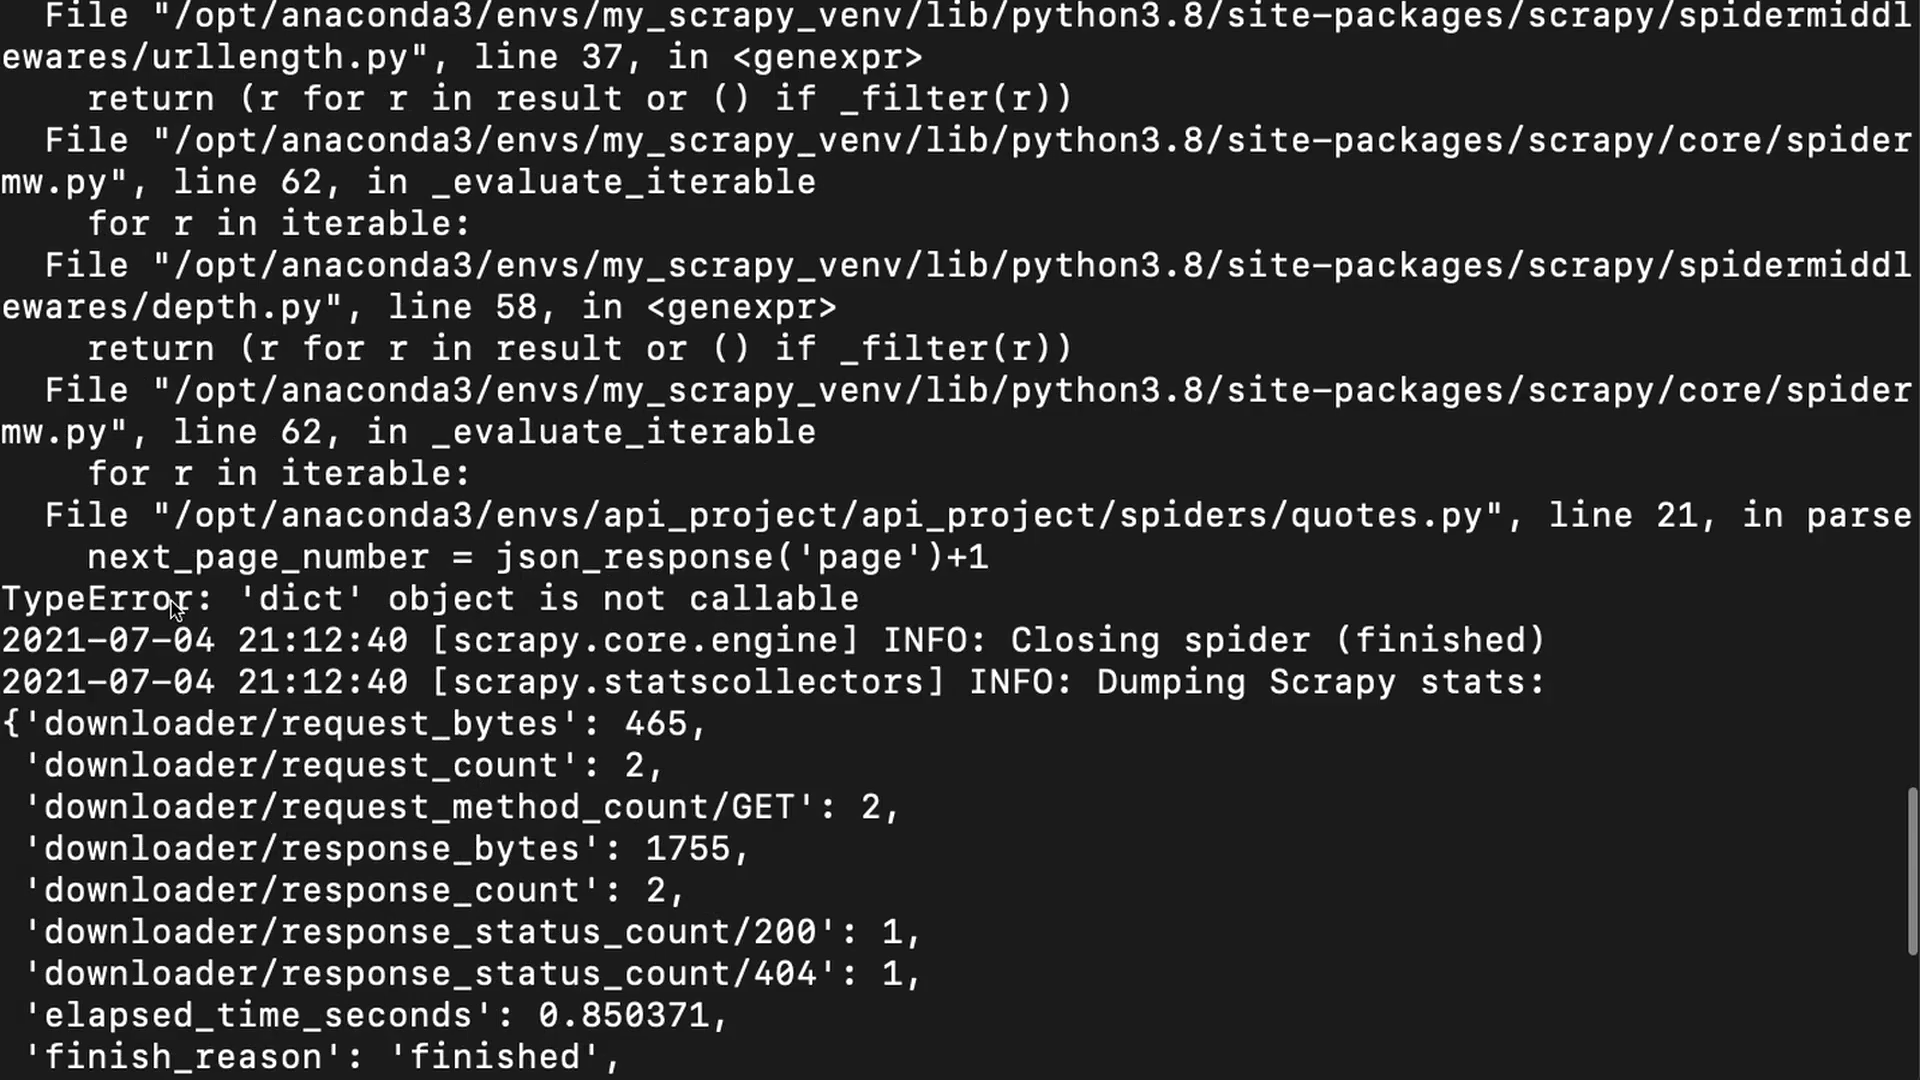 File "/opt/anaconda3/envs/my_scrapy_venv/lib/python3.8/site-packages/scrapy/spidermiddl
ewares/urllength.py", line 37, in <genexpr>
    return (r for r in result or () if _filter(r))
  File "/opt/anaconda3/envs/my_scrapy_venv/lib/python3.8/site-packages/scrapy/core/spider
mw.py", line 62, in _evaluate_iterable
    for r in iterable:
  File "/opt/anaconda3/envs/my_scrapy_venv/lib/python3.8/site-packages/scrapy/spidermiddl
ewares/depth.py", line 58, in <genexpr>
    return (r for r in result or () if _filter(r))
  File "/opt/anaconda3/envs/my_scrapy_venv/lib/python3.8/site-packages/scrapy/core/spider
mw.py", line 62, in _evaluate_iterable
    for r in iterable:
  File "/opt/anaconda3/envs/api_project/api_project/spiders/quotes.py", line 21, in parse
    next_page_number = json_response('page')+1
TypeError: 'dict' object is not callable
2021-07-04 21:12:40 [scrapy.core.engine] INFO: Closing spider (finished)
2021-07-04 21:12:40 [scrapy.statscollectors] INFO: Dumping Scrapy stats:
{'downloader/request_bytes': 465,
 'downloader/request_count': 2,
 'downloader/request_method_count/GET': 2,
 'downloader/response_bytes': 1755,
 'downloader/response_count': 2,
 'downloader/response_status_count/200': 1,
 'downloader/response_status_count/404': 1,
 'elapsed_time_seconds': 0.850371,
 'finish_reason': 'finished',